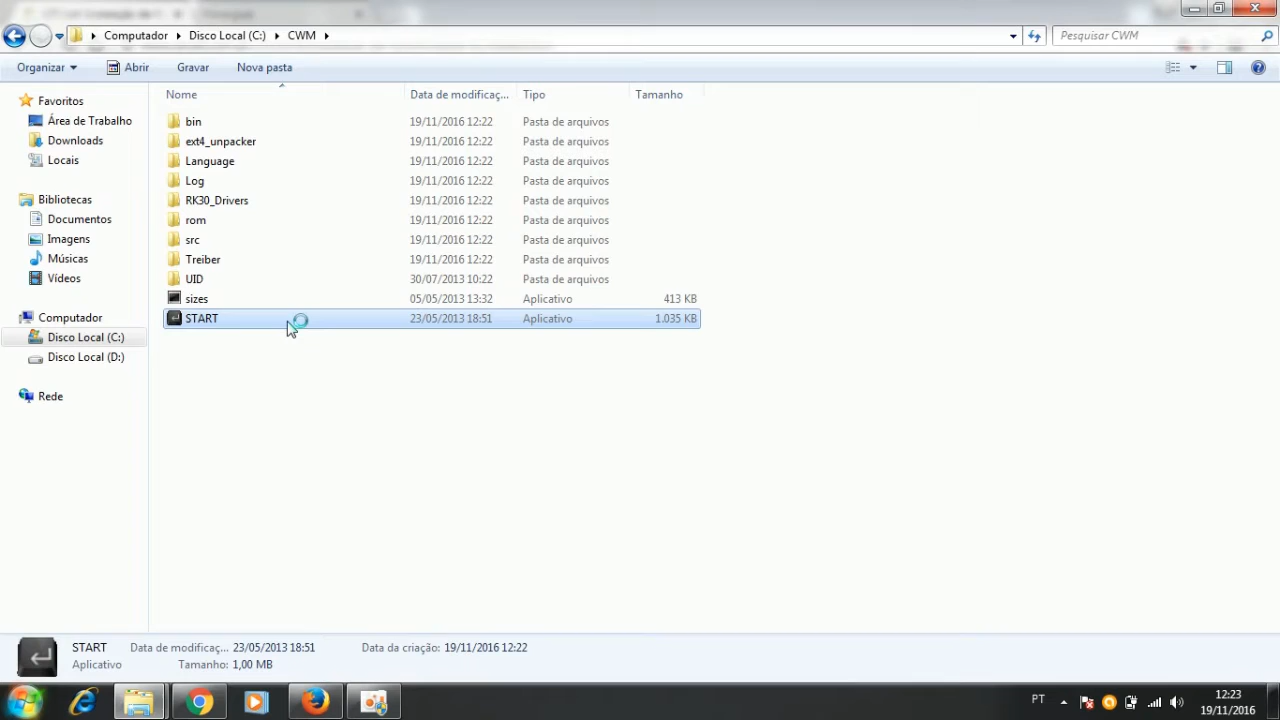 Computador Disco Local (C:) CWM Pesquisar CWM
Organizar Abrir Gravar Nova pasta
Nome Data de modificaç... Tipo Tamanho
Favoritos
Área de Trabalho
Downloads
Locais
Bibliotecas
Documentos
Imagens
Músicas
Vídeos
Computador
Disco Local (C:)
Disco Local (D:)
Rede
bin 19/11/2016 12:22 Pasta de arquivos
ext4_unpacker 19/11/2016 12:22 Pasta de arquivos
Language 19/11/2016 12:22 Pasta de arquivos
Log 19/11/2016 12:22 Pasta de arquivos
RK30_Drivers 19/11/2016 12:22 Pasta de arquivos
rom 19/11/2016 12:22 Pasta de arquivos
src 19/11/2016 12:22 Pasta de arquivos
Treiber 19/11/2016 12:22 Pasta de arquivos
UID 30/07/2013 10:22 Pasta de arquivos
sizes 05/05/2013 13:32 Aplicativo 413 KB
START 23/05/2013 18:51 Aplicativo 1.035 KB
START Data de modificaç... 23/05/2013 18:51 Data da criação: 19/11/2016 12:22
Aplicativo Tamanho: 1,00 MB
PT 12:23
19/11/2016